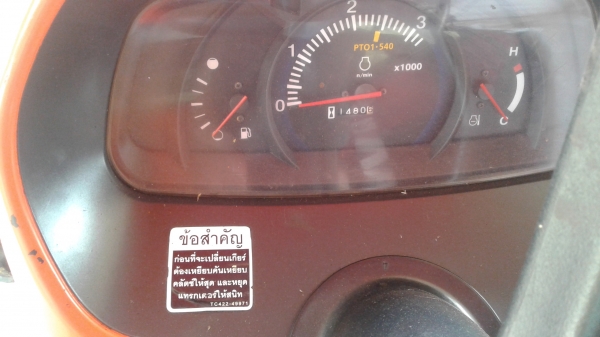 2
1 3
PTO1·540
H
x1000
r/min
0
C
ข้อสำคัญ
ก่อนที่จะเปลี่ยนเกียร์
ต้องเหยียบคันเหยียบ
คลัตช์ให้สุด และหยุด
แทรกเตอร์ให้สนิท
TC422-49871